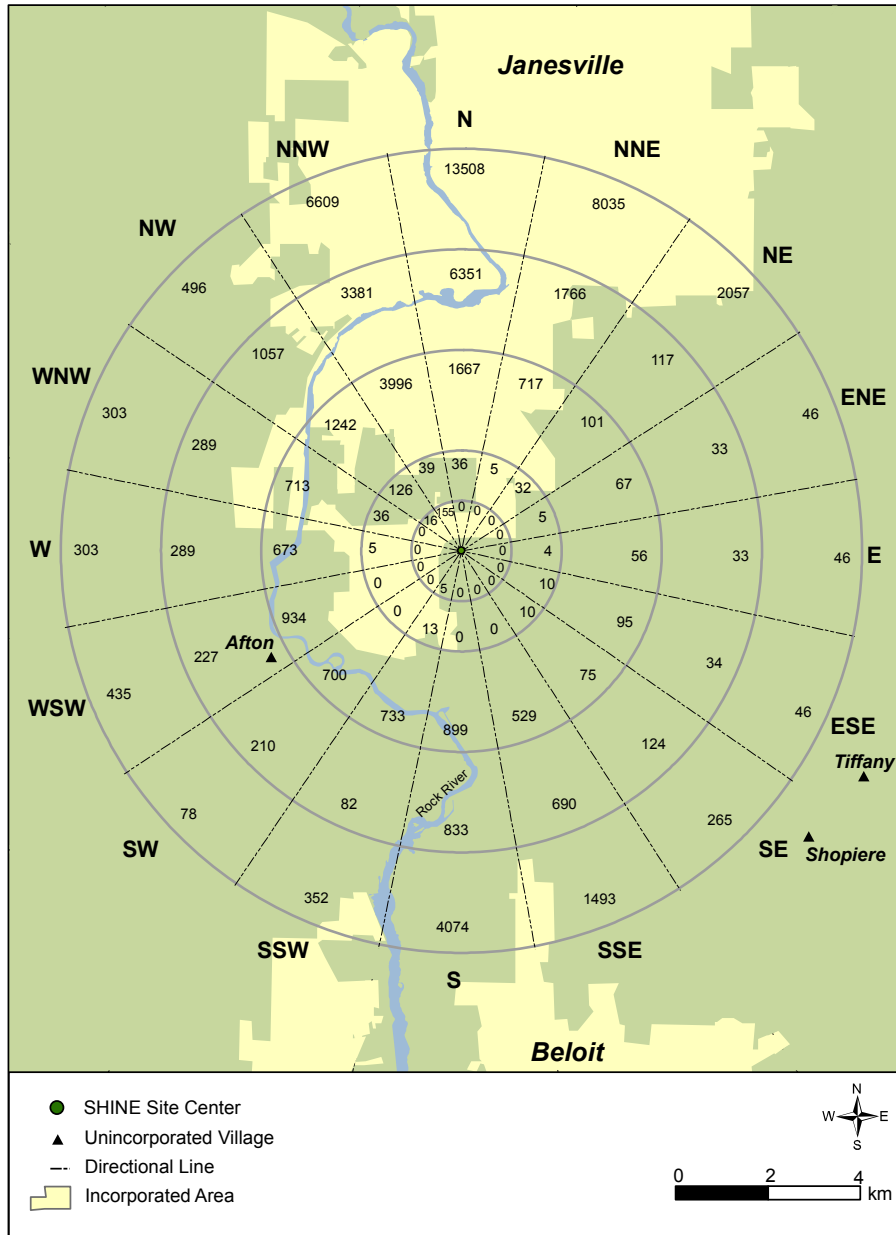 Janesville
N
NNW
NNE
13508
6609
8035
NW
NE
6351
496
3381
1766
2057
1057
117
WNW
1667
ENE
3996
717
303
1242
101
46
289
33
39
36
5
713
126
32
67
155
0
0
36
16
0
5
0
0
W
303
289
673
5
0
0
4
56
33
46
E
0
0
0
10
0
0
5
0
0
0
10
934
13
0
0
95
Afton
227
34
435
700
75
46
WSW
733
899
529
ESE
Tiffany
210
124
Rock River
78
82
690
265
833
SW
SE
Shopiere
352
1493
4074
SSW
SSE
S
Beloit
SHINE Site Center
Unincorporated Village
Directional Line
Incorporated Area
N
W
E
S
0
2
4
km